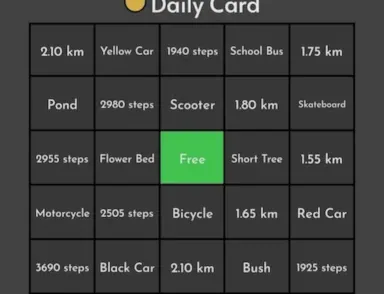 Daily Card
2.10 km Yellow Car 1940 steps School Bus 1.75 km
Pond 2980 steps Scooter 1.80 km Skateboard
2955 steps Flower Bed Free Short Tree 1.55 km
Motorcycle 2505 steps Bicycle 1.65 km Red Car
3690 steps Black Car 2.10 km Bush 1925 steps